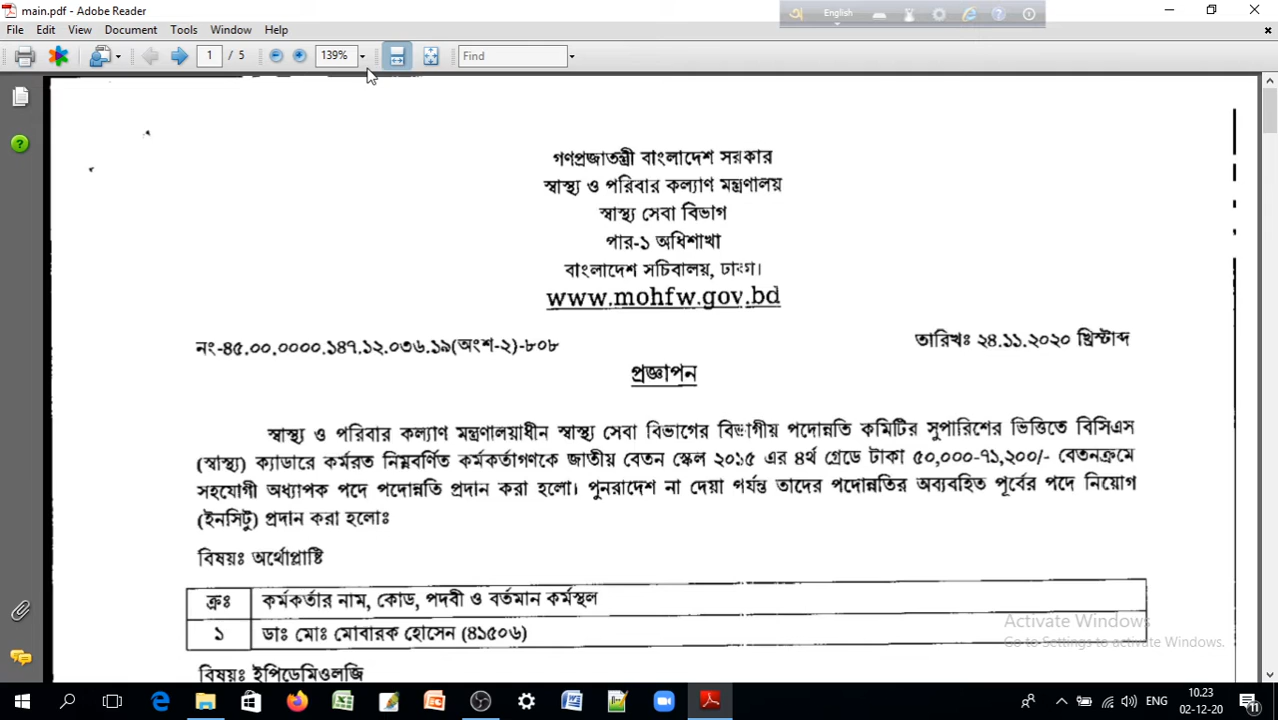 main.pdf - Adobe Reader
English
File Edit View Document Tools Window Help
1 / 5 139% Find
গণপ্রজাতন্ত্রী বাংলাদেশ সরকার
স্বাস্থ্য ও পরিবার কল্যাণ মন্ত্রণালয়
স্বাস্থ্য সেবা বিভাগ
পার-১ অধিশাখা
বাংলাদেশ সচিবালয়, ঢাকা।
www.mohfw.gov.bd
নং-৪৫.০০.০০০০.১৪৭.১২.০৩৬.১৯(অংশ-২)-৮০৮ তারিখঃ ২৪.১১.২০২০ খ্রিস্টাব্দ
প্রজ্ঞাপন
স্বাস্থ্য ও পরিবার কল্যাণ মন্ত্রণালয়াধীন স্বাস্থ্য সেবা বিভাগের বিভাগীয় পদোন্নতি কমিটির সুপারিশের ভিত্তিতে বিসিএস
(স্বাস্থ্য) ক্যাডারে কর্মরত নিম্নবর্ণিত কর্মকর্তাগণকে জাতীয় বেতন স্কেল ২০১৫ এর ৪র্থ গ্রেডে টাকা ৫০,০০০-৭১,২০০/- বেতনক্রমে
সহযোগী অধ্যাপক পদে পদোন্নতি প্রদান করা হলো। পুনরাদেশ না দেয়া পর্যন্ত তাদের পদোন্নতির অব্যবহিত পূর্বের পদে নিয়োগ
(ইনসিটু) প্রদান করা হলোঃ
বিষয়ঃ অর্থোপ্লাষ্টি
ক্রঃ কর্মকর্তার নাম, কোড, পদবী ও বর্তমান কর্মস্থল
১ ডাঃ মোঃ মোবারক হোসেন (৪১৫০৬)
Activate Windows
Go to Settings to activate Windows.
বিষয়ঃ ইপিডেমিওলজি
ENG 10.23
02-12-20
11